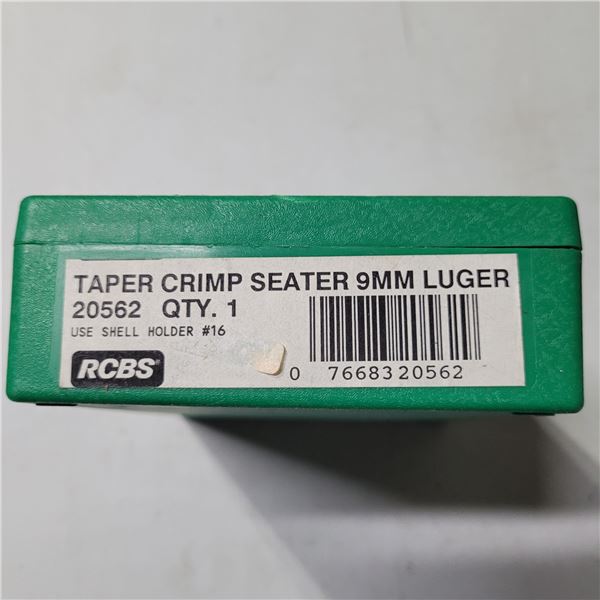 TAPER CRIMP SEATER 9MM LUGER
20562 QTY. 1
USE SHELL HOLDER #16
RCBS
0 7668320562